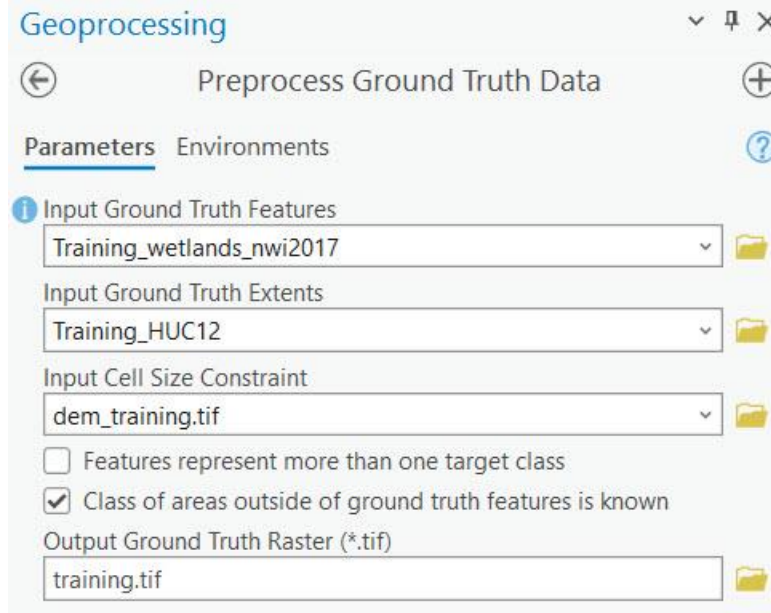 Geoprocessing
Preprocess Ground Truth Data
Parameters Environments
Input Ground Truth Features
Training_wetlands_nwi2017
Input Ground Truth Extents
Training_HUC12
Input Cell Size Constraint
dem_training.tif
Features represent more than one target class
Class of areas outside of ground truth features is known
Output Ground Truth Raster (*.tif)
training.tif